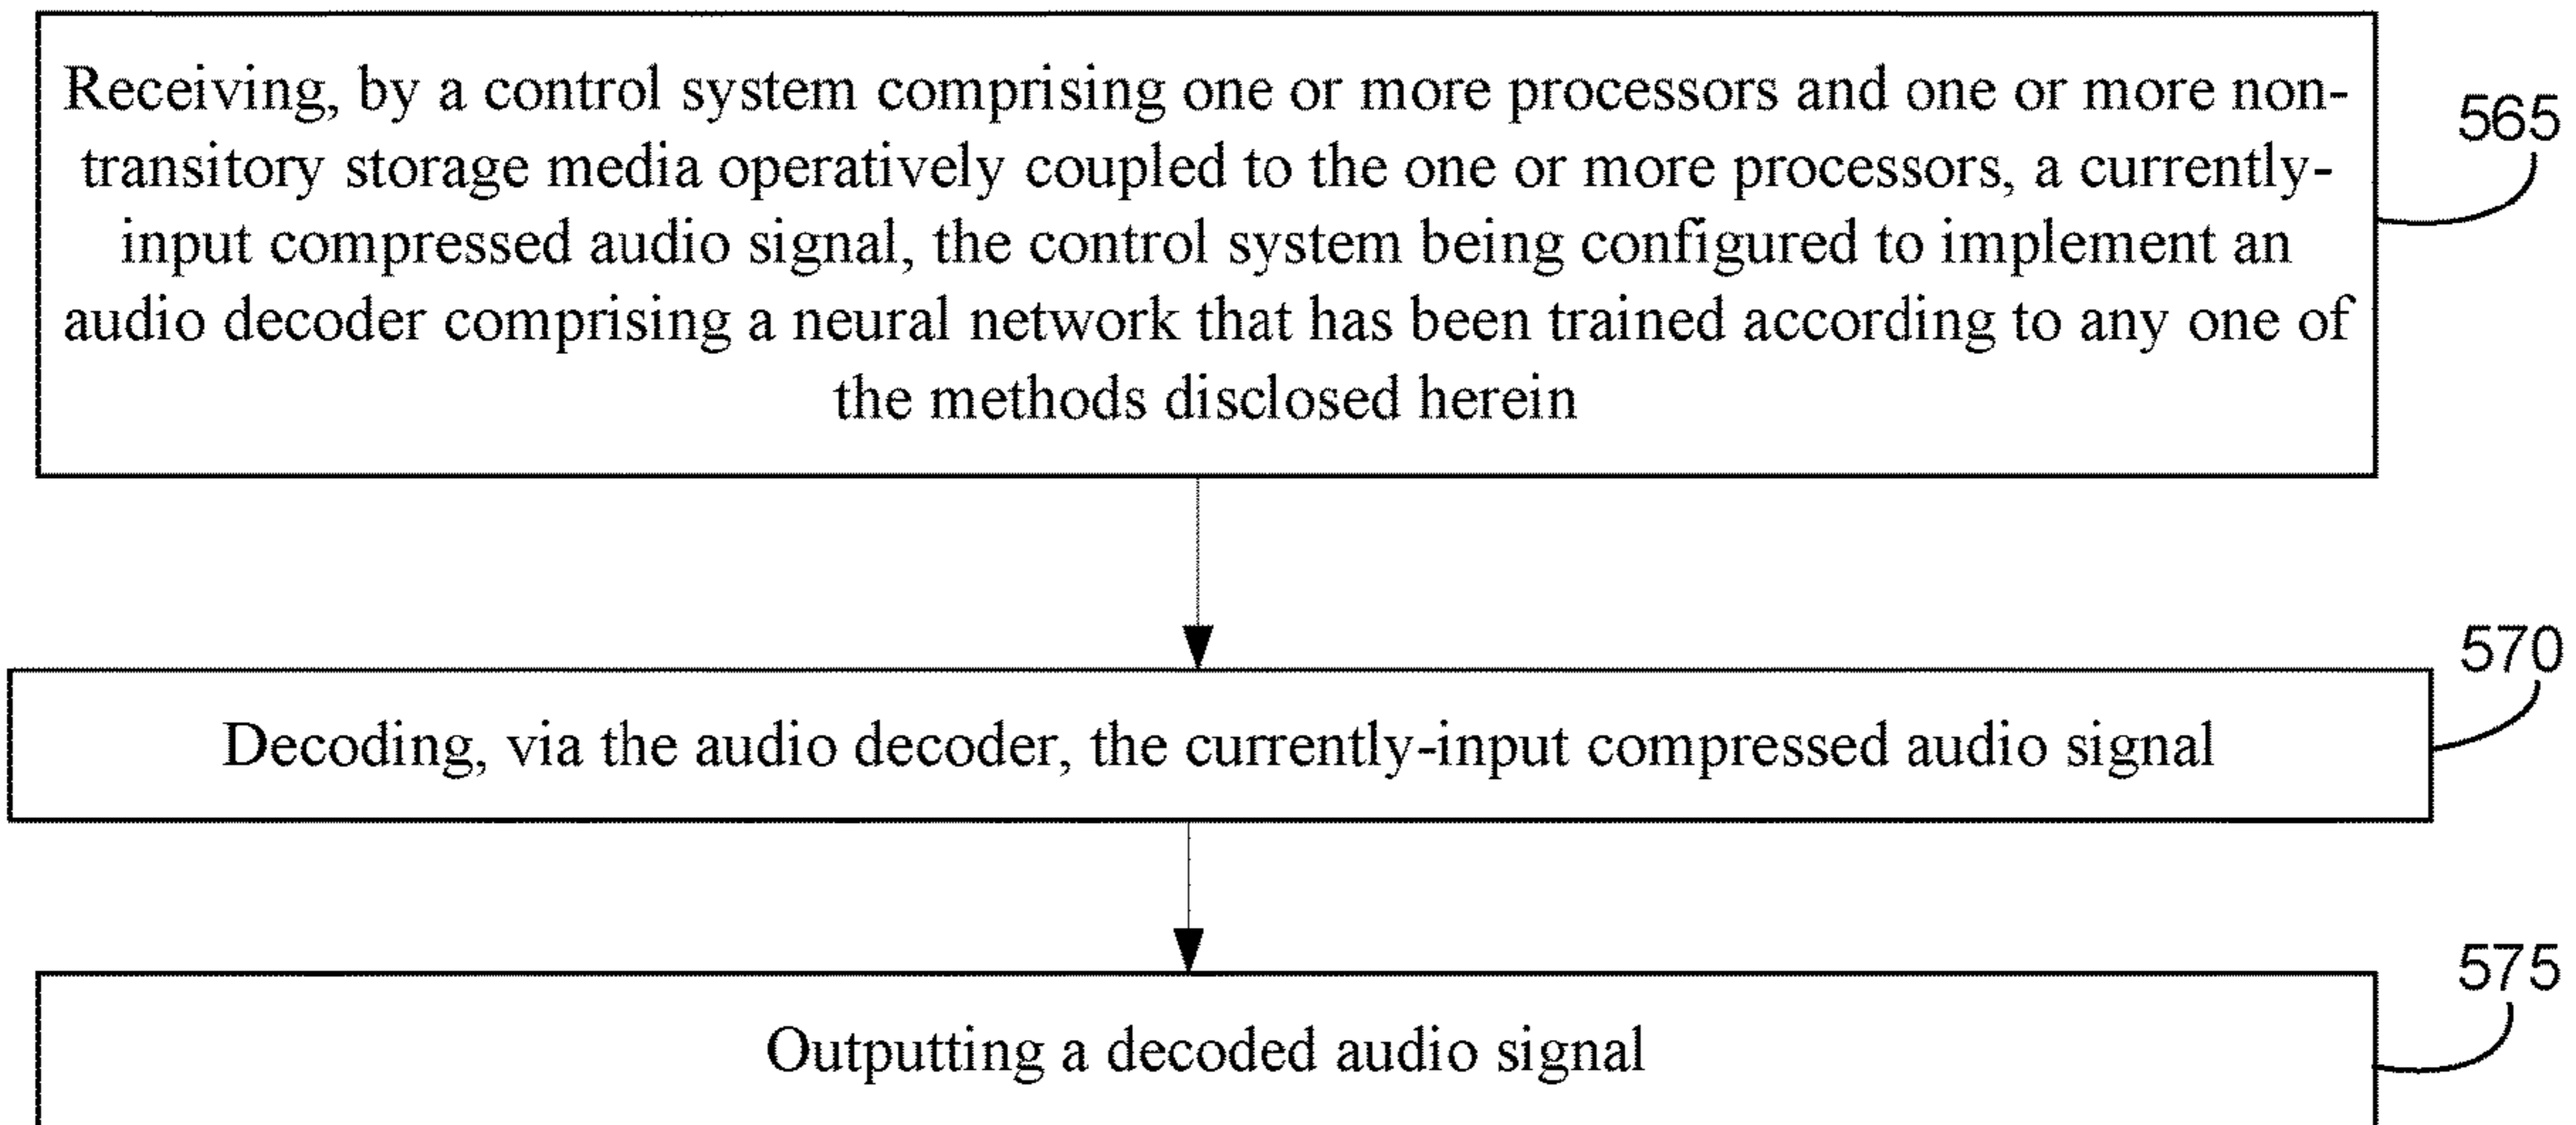 Receiving, by a control system comprising one or more processors and one or more non-
transitory storage media operatively coupled to the one or more processors, a currently-
input compressed audio signal, the control system being configured to implement an
audio decoder comprising a neural network that has been trained according to any one of
the methods disclosed herein
565
570
Decoding, via the audio decoder, the currently-input compressed audio signal
575
Outputting a decoded audio signal